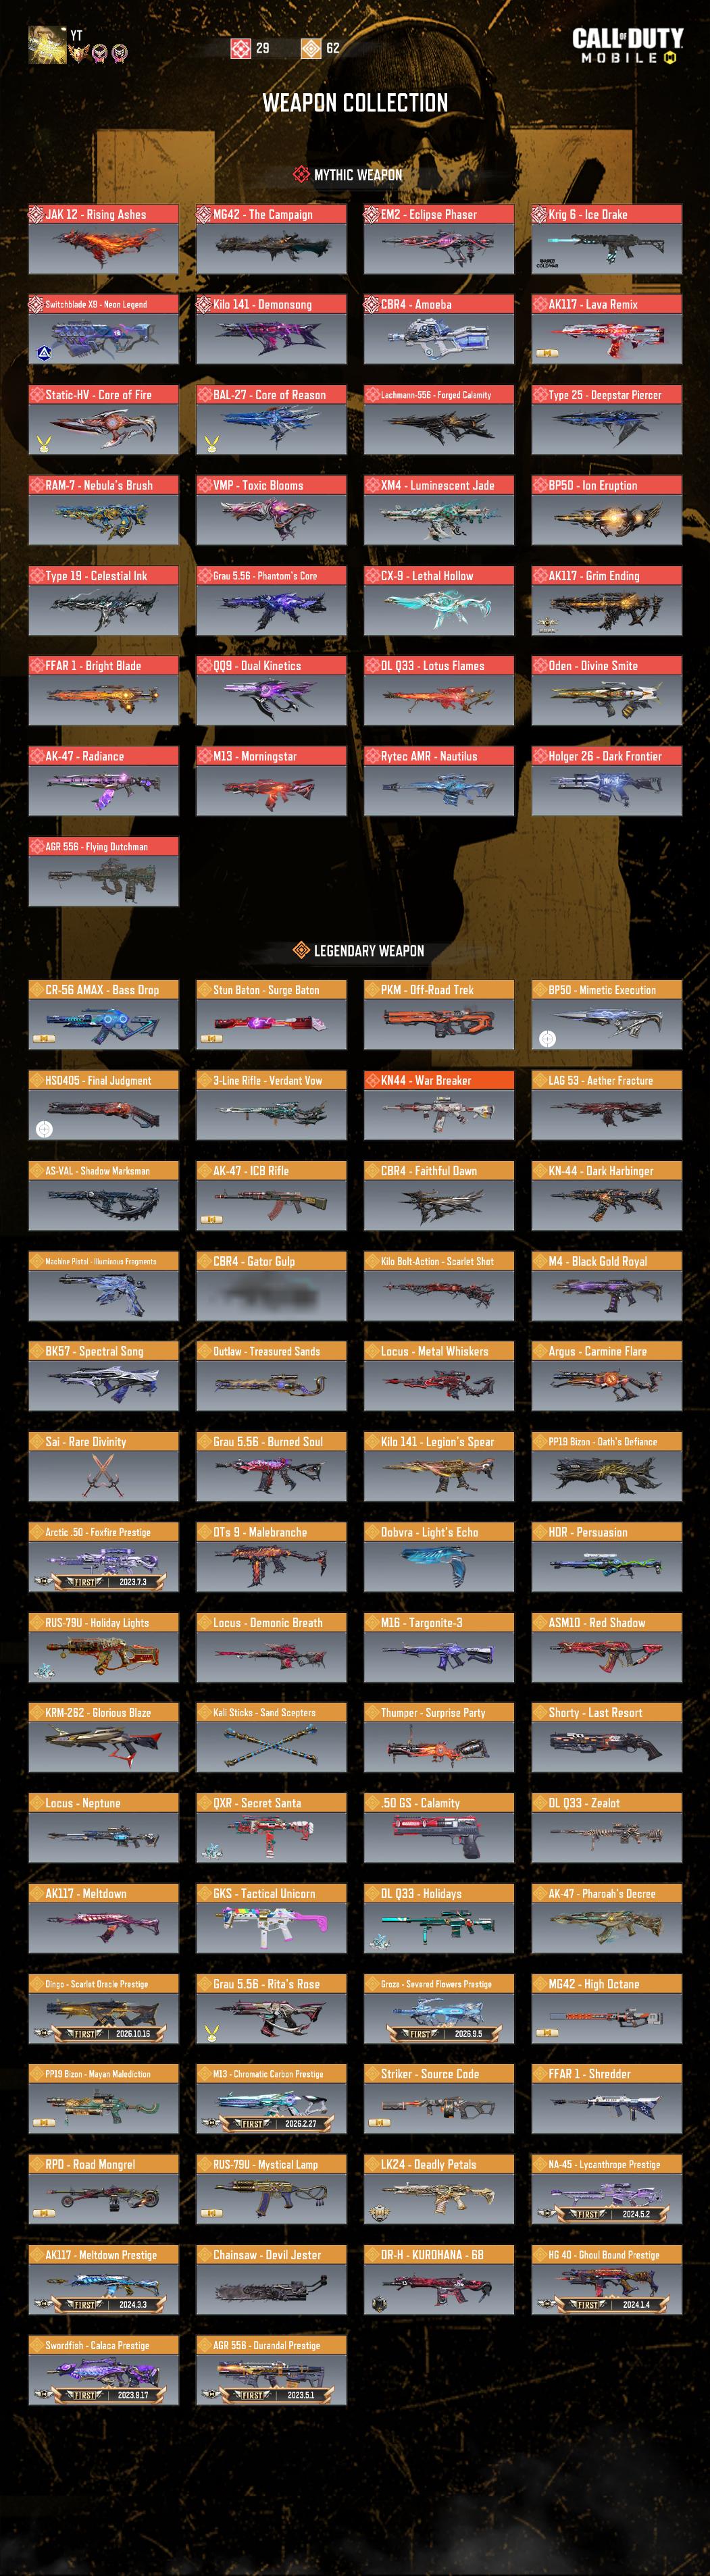 YT
29
62
CALL OF DUTY
MOBILE
WEAPON COLLECTION
MYTHIC WEAPON
JAK 12 - Rising Ashes
MG42 - The Campaign
EM2 - Eclipse Phaser
Krig 6 - Ice Drake
Switchblade X9 - Neon Legend
Kilo 141 - Demonsong
CBR4 - Amoeba
AK117 - Lava Remix
Static-HV - Core of Fire
BAL-27 - Core of Reason
Lachmann-556 - Forged Calamity
Type 25 - Deepstar Piercer
RAM-7 - Nebula's Brush
VMP - Toxic Blooms
XM4 - Luminescent Jade
BP50 - Ion Eruption
Type 19 - Celestial Ink
Grau 5.56 - Phantom's Core
CX-9 - Lethal Hollow
AK117 - Grim Ending
FFAR 1 - Bright Blade
QQ9 - Dual Kinetics
DL Q33 - Lotus Flames
Oden - Divine Smite
AK-47 - Radiance
M13 - Morningstar
Rytec AMR - Nautilus
Holger 26 - Dark Frontier
AGR 556 - Flying Dutchman
LEGENDARY WEAPON
CR-56 AMAX - Bass Drop
Stun Baton - Surge Baton
PKM - Off-Road Trek
BP50 - Mimetic Execution
HS0405 - Final Judgment
3-Line Rifle - Verdant Vow
KN44 - War Breaker
LAG 53 - Aether Fracture
AS-VAL - Shadow Marksman
AK-47 - ICB Rifle
CBR4 - Faithful Dawn
KN-44 - Dark Harbinger
Machine Pistol - Illuminous Fragments
CBR4 - Gator Gulp
Kilo Bolt-Action - Scarlet Shot
M4 - Black Gold Royal
BK57 - Spectral Song
Outlaw - Treasured Sands
Locus - Metal Whiskers
Argus - Carmine Flare
Sai - Rare Divinity
Grau 5.56 - Burned Soul
Kilo 141 - Legion's Spear
PP19 Bizon - Oath's Defiance
Arctic .50 - Foxfire Prestige
FIRST 2023.7.3
OTs 9 - Malebranche
Dobvra - Light's Echo
HDR - Persuasion
RUS-79U - Holiday Lights
Locus - Demonic Breath
M16 - Targonite-3
ASM10 - Red Shadow
KRM-262 - Glorious Blaze
Kali Sticks - Sand Scepters
Thumper - Surprise Party
Shorty - Last Resort
Locus - Neptune
QXR - Secret Santa
.50 GS - Calamity
DL Q33 - Zealot
AK117 - Meltdown
GKS - Tactical Unicorn
DL Q33 - Holidays
AK-47 - Pharoah's Decree
Dingo - Scarlet Oracle Prestige
FIRST 2026.10.16
Grau 5.56 - Rita's Rose
Groza - Severed Flowers Prestige
FIRST 2026.9.5
MG42 - High Octane
PP19 Bizon - Mayan Malediction
M13 - Chromatic Carbon Prestige
FIRST 2026.2.27
Striker - Source Code
FFAR 1 - Shredder
RPD - Road Mongrel
RUS-79U - Mystical Lamp
LK24 - Deadly Petals
NA-45 - Lycanthrope Prestige
FIRST 2024.5.2
AK117 - Meltdown Prestige
FIRST 2024.3.3
Chainsaw - Devil Jester
DR-H - KUROHANA - 68
HG 40 - Ghoul Bound Prestige
FIRST 2024.1.4
Swordfish - Calaca Prestige
FIRST 2023.9.17
AGR 556 - Durandal Prestige
FIRST 2023.5.1